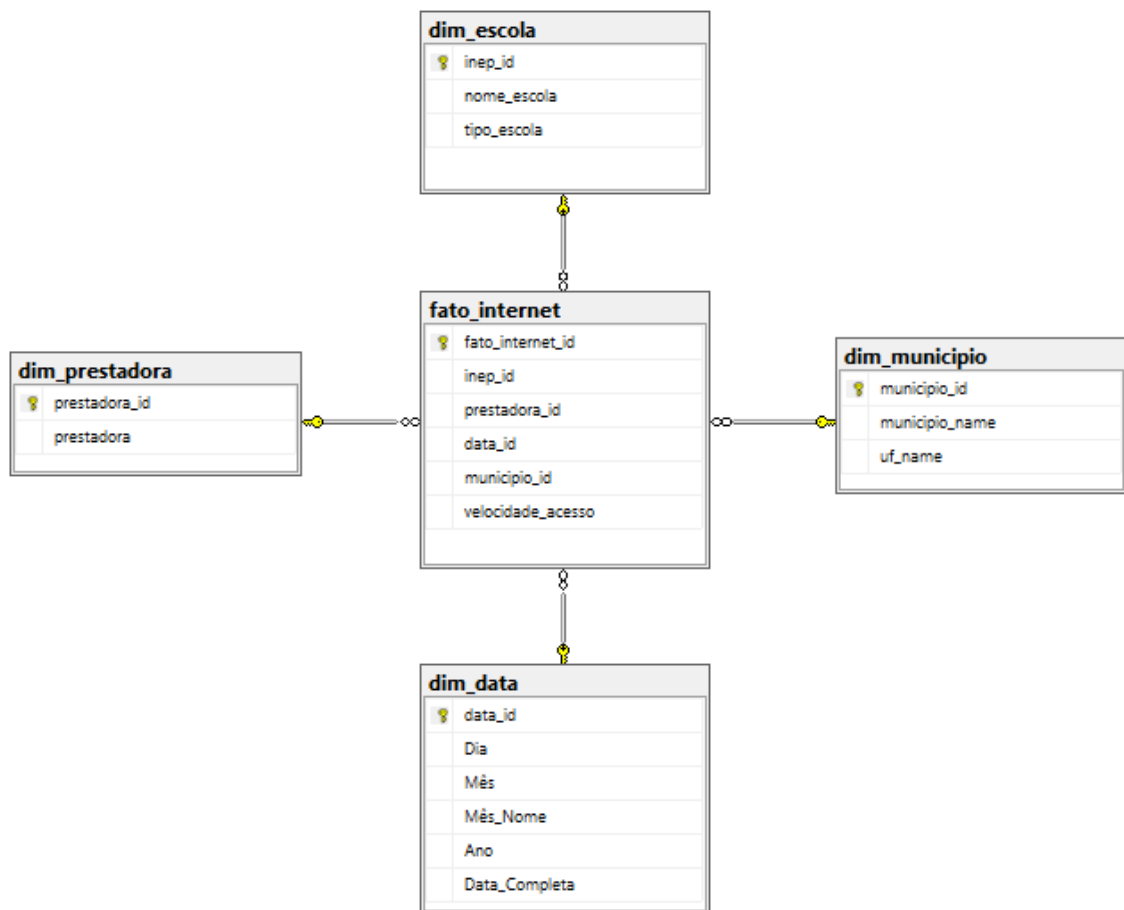 dim_escola
inep_id
nome_escola
tipo_escola
fato_internet
fato_internet_id
inep_id
prestadora_id
data_id
municipio_id
velocidade_acesso
dim_prestadora
prestadora_id
prestadora
dim_municipio
municipio_id
municipio_name
uf_name
dim_data
data_id
Dia
Mês
Mês_Nome
Ano
Data_Completa